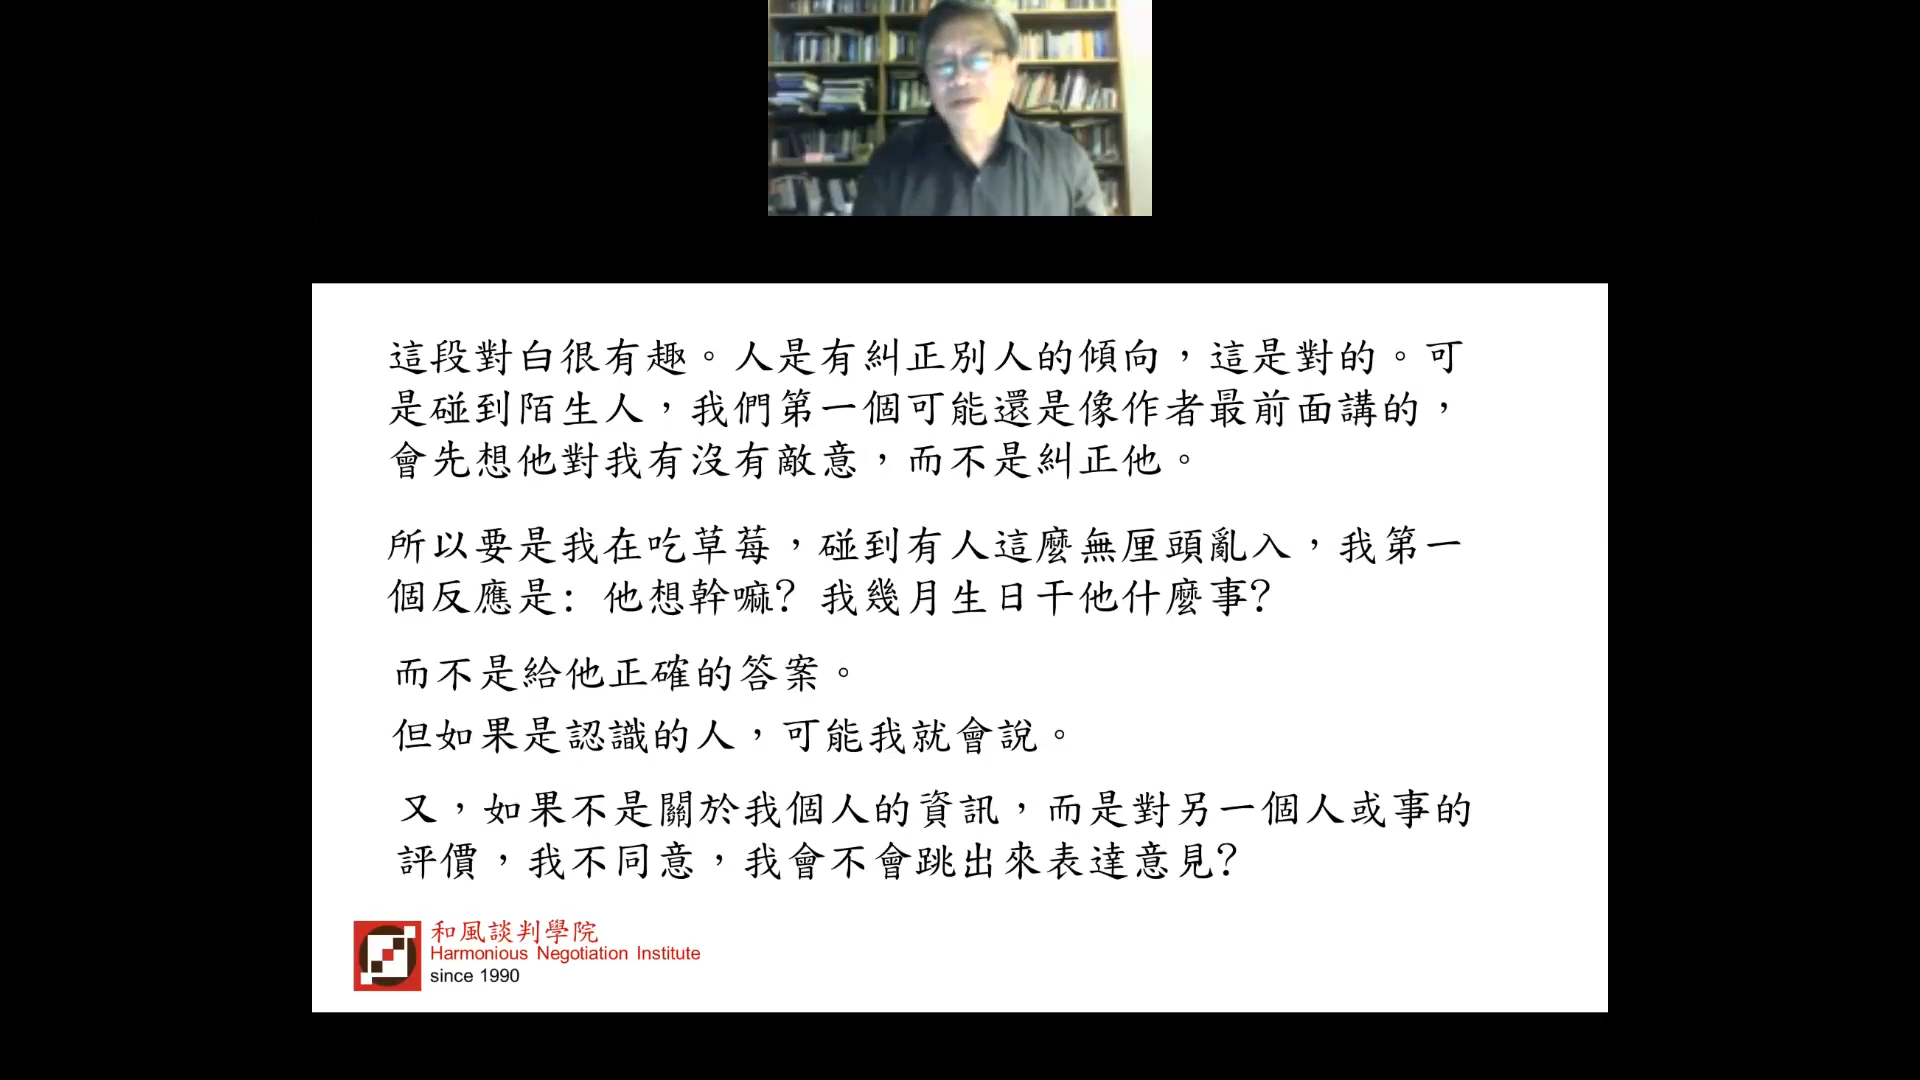 這段對白很有趣。人是有糾正別人的傾向，這是對的。可
是碰到陌生人，我們第一個可能還是像作者最前面講的，
會先想他對我有沒有敵意，而不是糾正他。
所以要是我在吃草莓，碰到有人這麼無厘頭亂入，我第一
個反應是: 他想幹嘛? 我幾月生日干他什麼事?
而不是給他正確的答案。
但如果是認識的人，可能我就會說。
又，如果不是關於我個人的資訊，而是對另一個人或事的
評價，我不同意，我會不會跳出來表達意見?
和風談判學院
Harmonious Negotiation Institute
since 1990